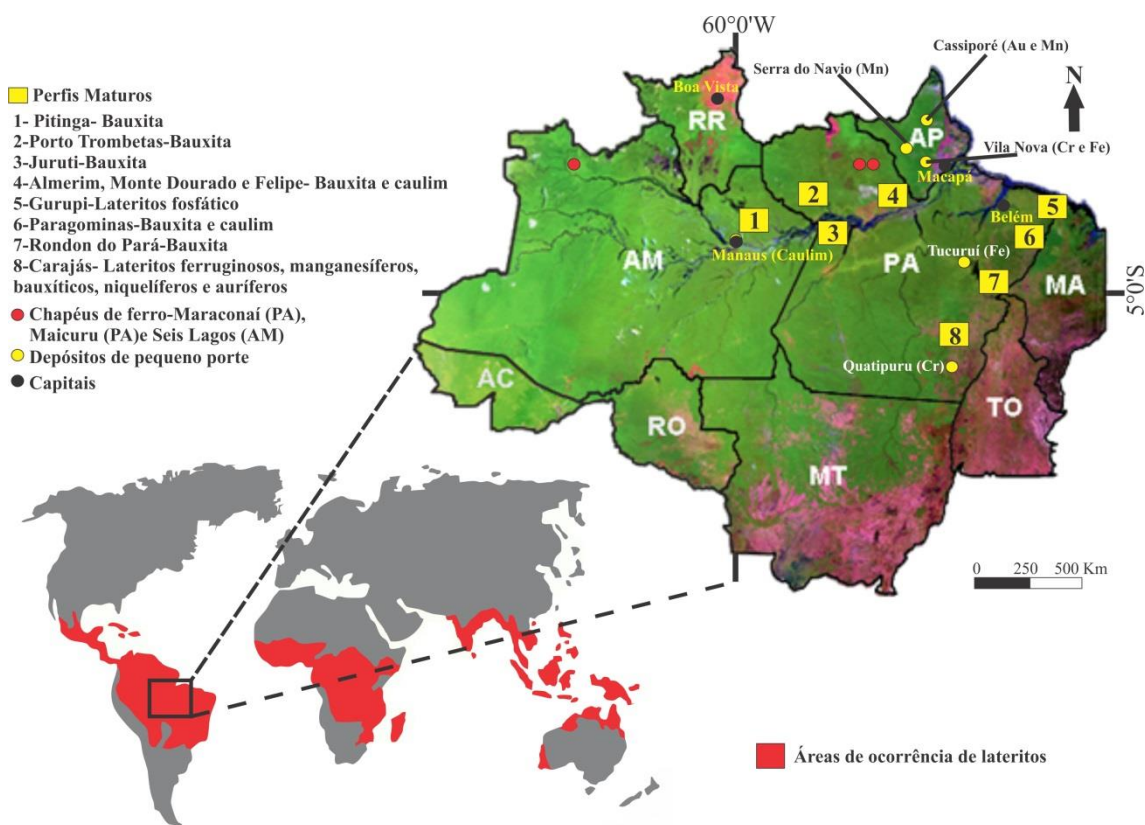 Perfis Maturos
1- Pitinga- Bauxita
2-Porto Trombetas-Bauxita
3-Juruti-Bauxita
4-Almerim, Monte Dourado e Felipe- Bauxita e caulim
5-Gurupi-Lateritos fosfático
6-Paragominas-Bauxita e caulim
7-Rondon do Pará-Bauxita
8-Carajás- Lateritos ferruginosos, manganesíferos,
bauxíticos, niquelíferos e auríferos
Chapéus de ferro-Maraconaí (PA),
Maicuru (PA)e Seis Lagos (AM)
Depósitos de pequeno porte
Capitais
60°0'W
Cassiporé (Au e Mn)
Serra do Navio (Mn)
N
Boa Vista
RR
AP
Vila Nova (Cr e Fe)
Macapá
2
4
1
3
Belém
5
6
Manaus (Caulim)
AM
PA
Tucuruí (Fe)
7
MA
5°0'S
8
Quatipuru (Cr)
AC
RO
TO
MT
0 250 500 Km
Áreas de ocorrência de lateritos